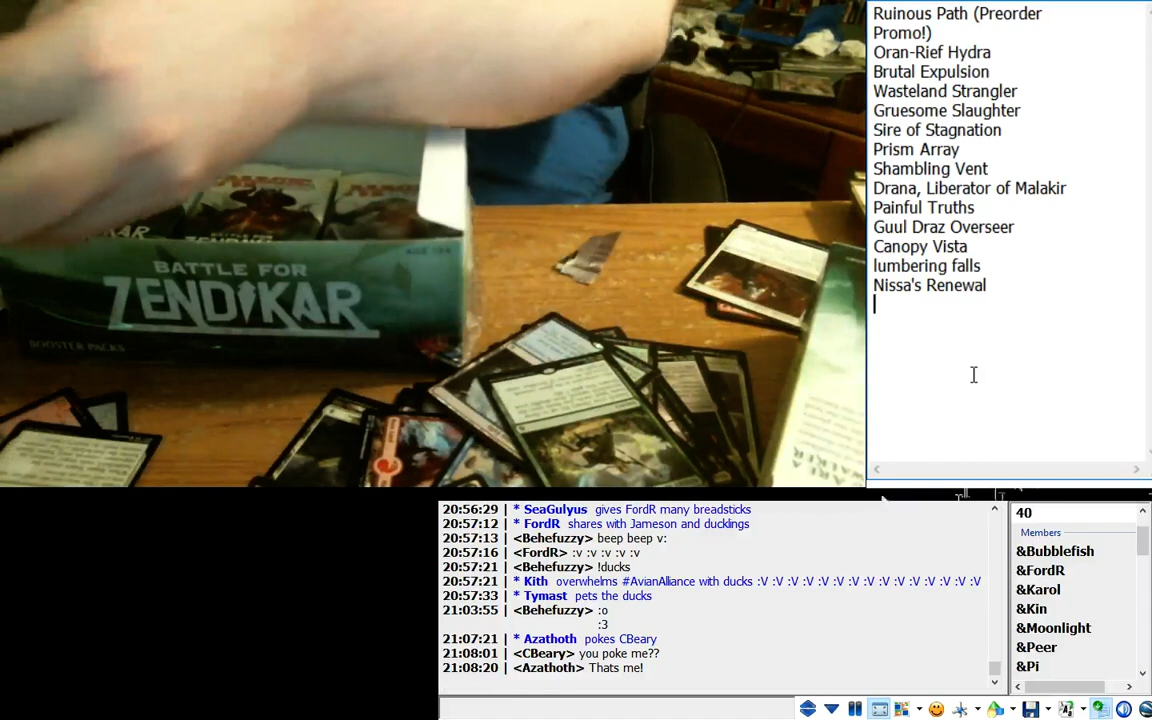 Ruinous Path (Preorder
Promo!)
Oran-Rief Hydra
Brutal Expulsion
Wasteland Strangler
Gruesome Slaughter
Sire of Stagnation
Prism Array
Shambling Vent
Drana, Liberator of Malakir
Painful Truths
Guul Draz Overseer
Canopy Vista
lumbering falls
Nissa's Renewal
BATTLE FOR
ZENDIKAR
BOOSTER PACKS
20:56:29 | * SeaGulyus gives FordR many breadsticks
20:57:12 | * FordR shares with Jameson and ducklings
20:57:13 | <Behefuzzy> beep beep v:
20:57:16 | <FordR> :v :v :v :v :v
20:57:21 | <Behefuzzy> !ducks
20:57:21 | * Kith overwhelms #AvianAlliance with ducks :V :V :V :V :V :V :V :V :V :V :V :V :V
20:57:33 | * Tymast pets the ducks
21:03:55 | <Behefuzzy> :o
:3
21:07:21 | * Azathoth pokes CBeary
21:08:01 | <CBeary> you poke me??
21:08:20 | <Azathoth> Thats me!
40
Members
&Bubblefish
&FordR
&Karol
&Kin
&Moonlight
&Peer
&Pi